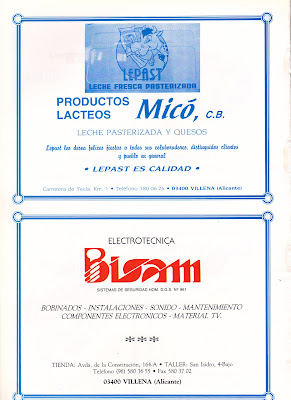 LEPAST
LECHE FRESCA PASTERIZADA
PRODUCTOS
LACTEOS
Micó, C.B.
LECHE PASTERIZADA Y QUESOS
Lepast les desea felices fiestas a todos sus colaboradores, distinguidos clientes
y pueblo en general
• LEPAST ES CALIDAD •
Carretera de Yecla, Km. 1 • Teléfono 580 06 26 • 03400 VILLENA (Alicante)
ELECTROTECNICA
Bisam
SISTEMAS DE SEGURIDAD HOM. D.G.S. Nº 961
BOBINADOS - INSTALACIONES - SONIDO - MANTENIMIENTO
COMPONENTES ELECTRONICOS - MATERIAL TV.
***
TIENDA: Avda. de la Constitución, 168-A • TALLER: San Isidro, 4-Bajo
Teléfono (96) 580 36 55 • Fax 580 37 02
03400 VILLENA (Alicante)